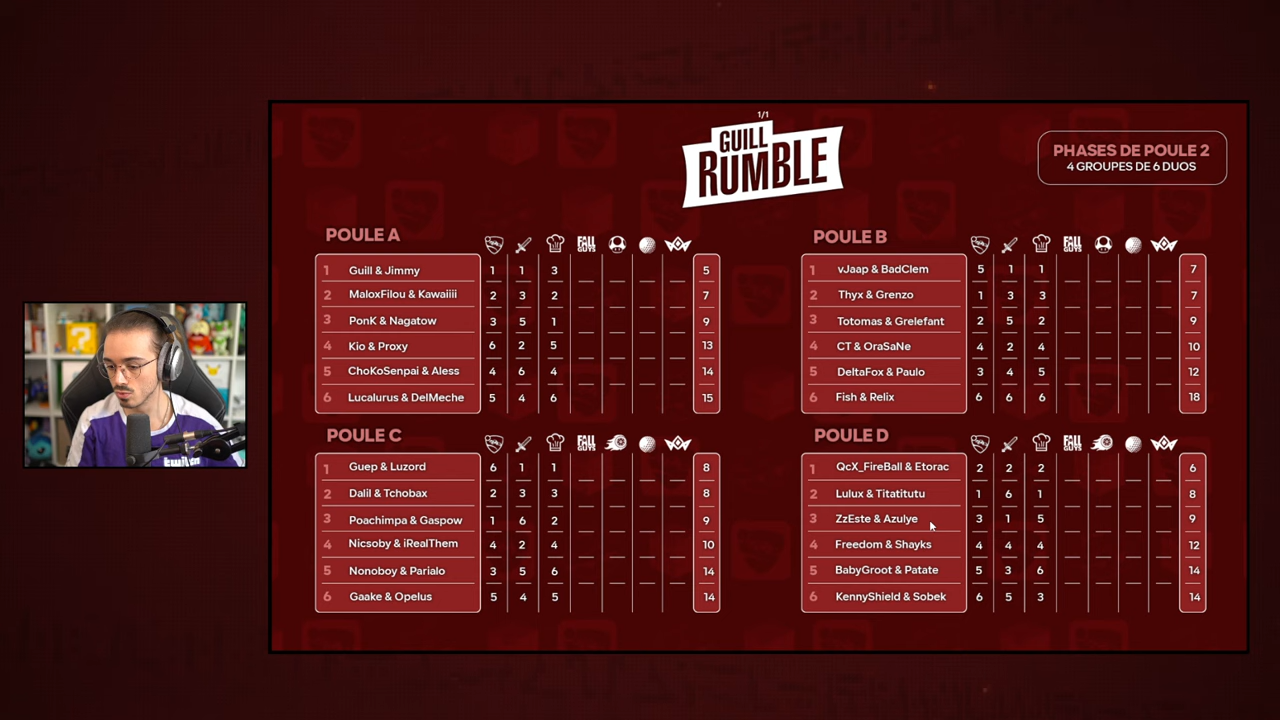 1/1
GUILL
RUMBLE
PHASES DE POULE 2
4 GROUPES DE 6 DUOS
POULE A
FALL GUYS
1 Guill & Jimmy 1 1 3 5
2 MaloxFilou & Kawaiiii 2 3 2 7
3 PonK & Nagatow 3 5 1 9
4 Kio & Proxy 6 2 5 13
5 ChoKoSenpai & Aless 4 6 4 14
6 Lucalurus & DelMeche 5 4 6 15
POULE B
FALL GUYS
1 vJaap & BadClem 5 1 1 7
2 Thyx & Grenzo 1 3 3 7
3 Totomas & Grelefant 2 5 2 9
4 CT & OraSaNe 4 2 4 10
5 DeltaFox & Paulo 3 4 5 12
6 Fish & Relix 6 6 6 18
POULE C
FALL GUYS
1 Guep & Luzord 6 1 1 8
2 Dalil & Tchobax 2 3 3 8
3 Poachimpa & Gaspow 1 6 2 9
4 Nicsoby & iRealThem 4 2 4 10
5 Nonoboy & Parialo 3 5 6 14
6 Gaake & Opelus 5 4 5 14
POULE D
FALL GUYS
1 QcX_FireBall & Etorac 2 2 2 6
2 Lulux & Titatitutu 1 6 1 8
3 ZzEste & Azulye 3 1 5 9
4 Freedom & Shayks 4 4 4 12
5 BabyGroot & Patate 5 3 6 14
6 KennyShield & Sobek 6 5 3 14
twitch